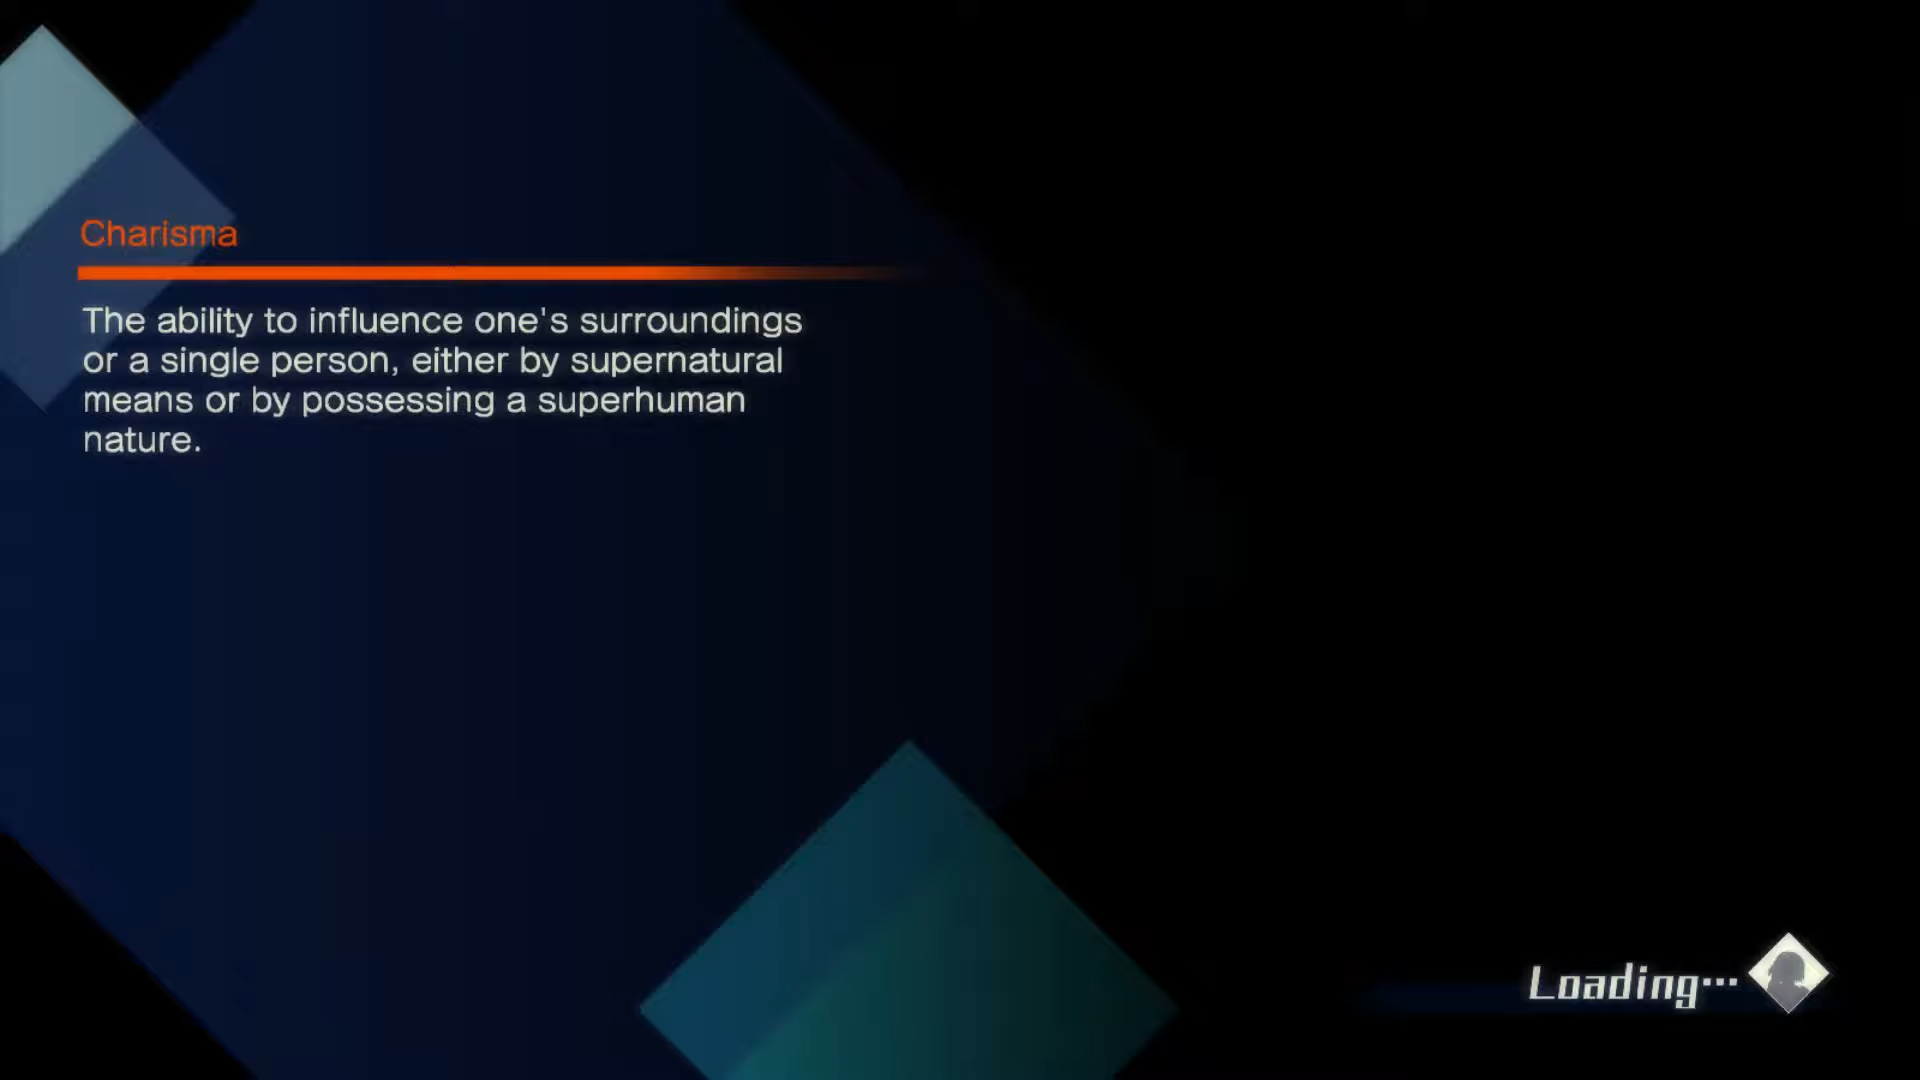 Charisma
The ability to influence one's surroundings
or a single person, either by supernatural
means or by possessing a superhuman
nature.
Loading…